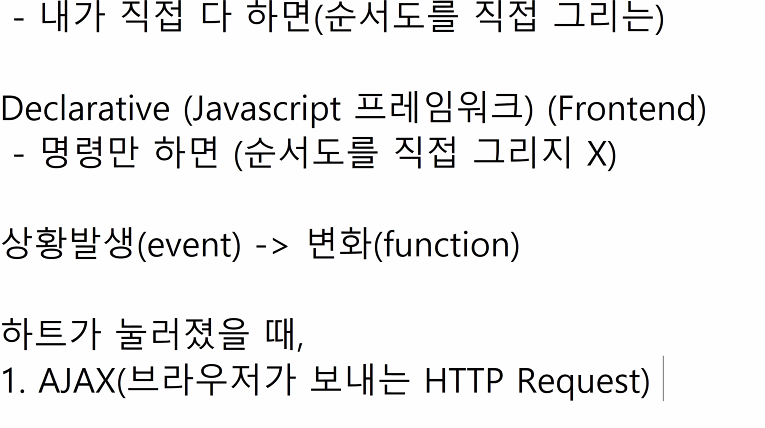 - 내가 직접 다 하면(순서도를 직접 그리는)
Declarative (Javascript 프레임워크) (Frontend)
- 명령만 하면 (순서도를 직접 그리지 X)
상황발생(event) -> 변화(function)
하트가 눌러졌을 때,
1. AJAX(브라우저가 보내는 HTTP Request)